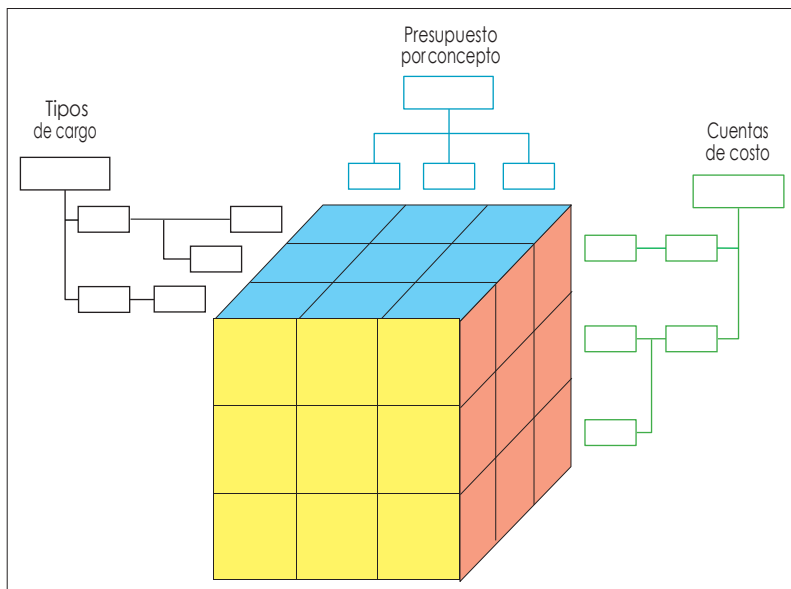 Presupuesto
por concepto
Tipos
de cargo
Cuentas
de costo